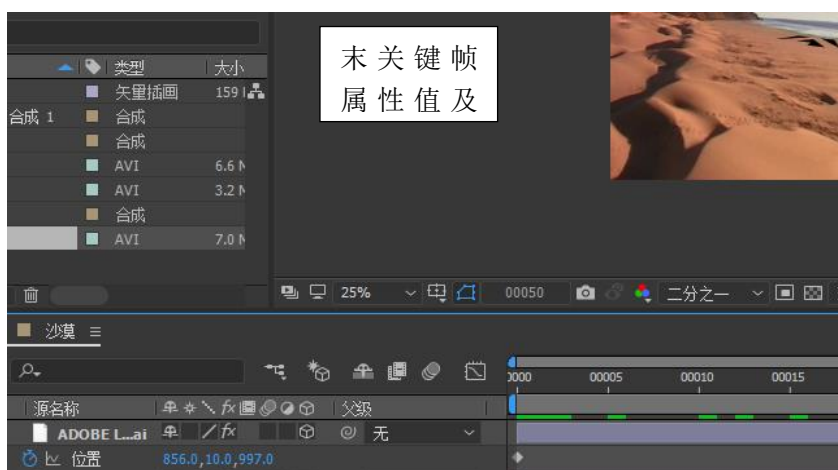 末关键帧
属性值及
类型 大小
矢量插画 159 l
合成 1 合成
合成
AVI 6.6 M
AVI 3.2 M
合成
AVI 7.0 M
25% 00050 二分之一
沙漠
0000 00005 00010 00015
源名称 fx 父级
ADOBE L...ai fx 无
位置 856.0,10.0,997.0